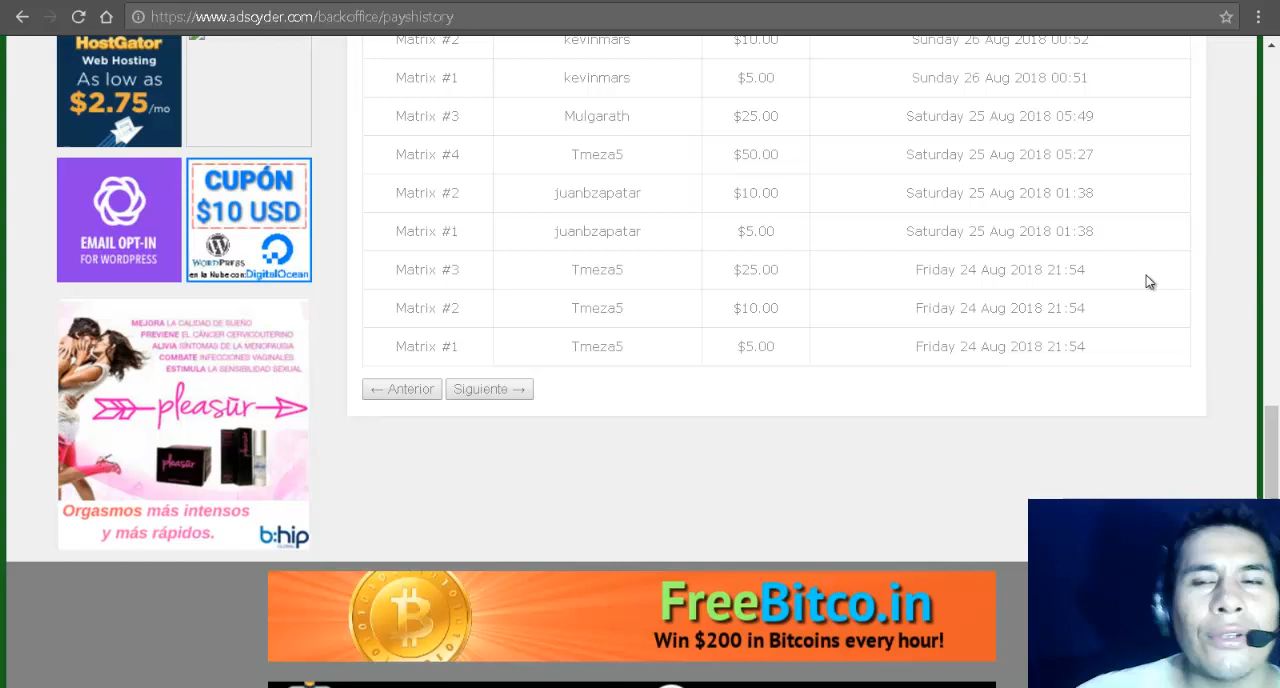 https://www.adsqyder.com/backoffice/payshistory
HostGator
Web Hosting
As low as
$2.75/mo
EMAIL OPT-IN
FOR WORDPRESS
CUPÓN
$10 USD
WORDPRESS
en la Nube con: DigitalOcean
MEJORA LA CALIDAD DE SUEÑO
PREVIENE EL CÁNCER CERVICOUTERINO
ALIVIA SÍNTOMAS DE LA MENOPAUSIA
COMBATE INFECCIONES VAGINALES
ESTIMULA LA SENSIBILIDAD SEXUAL
pleasūr
pleasūr
Orgasmos más intensos
y más rápidos.
b:hip
GLOBAL
Matrix #2 kevinmars $10.00 Sunday 26 Aug 2018 00:52
Matrix #1 kevinmars $5.00 Sunday 26 Aug 2018 00:51
Matrix #3 Mulgarath $25.00 Saturday 25 Aug 2018 05:49
Matrix #4 Tmeza5 $50.00 Saturday 25 Aug 2018 05:27
Matrix #2 juanbzapatar $10.00 Saturday 25 Aug 2018 01:38
Matrix #1 juanbzapatar $5.00 Saturday 25 Aug 2018 01:38
Matrix #3 Tmeza5 $25.00 Friday 24 Aug 2018 21:54
Matrix #2 Tmeza5 $10.00 Friday 24 Aug 2018 21:54
Matrix #1 Tmeza5 $5.00 Friday 24 Aug 2018 21:54
← Anterior Siguiente →
FreeBitco.in
Win $200 in Bitcoins every hour!